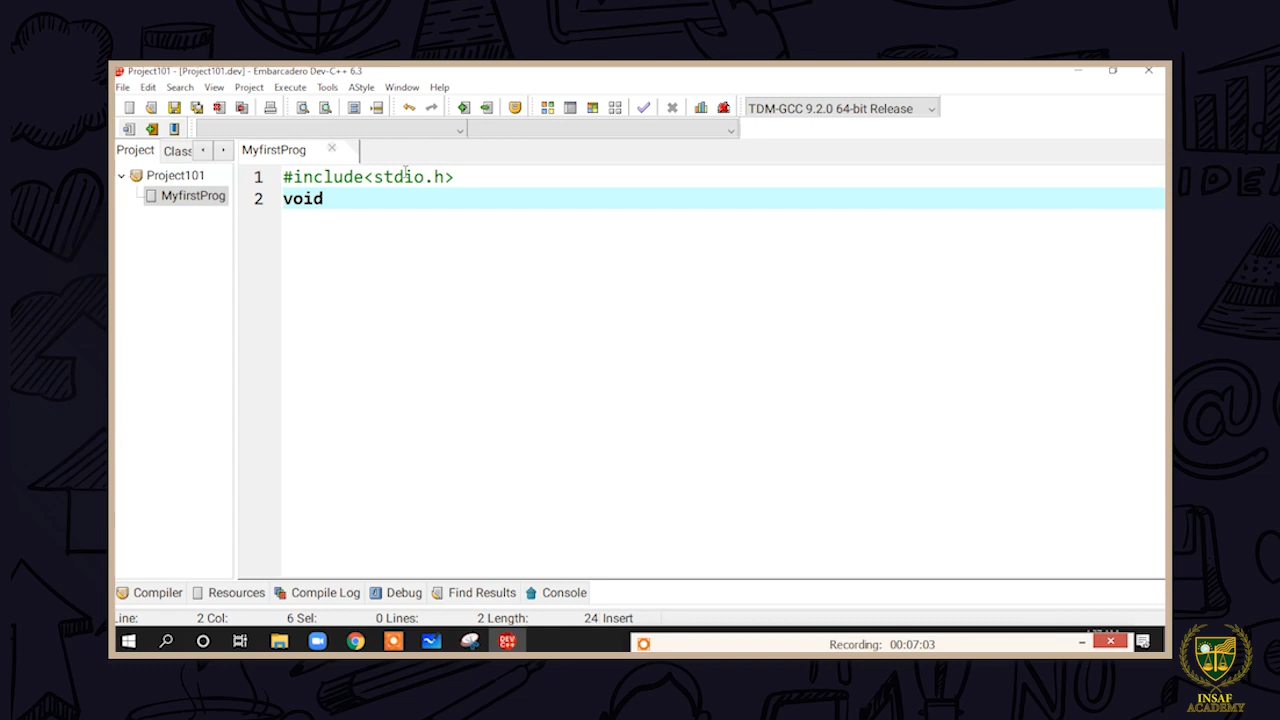 Project101 - [Project101.dev] - Embarcadero Dev-C++ 6.3
File Edit Search View Project Execute Tools AStyle Window Help
TDM-GCC 9.2.0 64-bit Release
Project Class MyfirstProg
Project101
MyfirstProg
1 #include<stdio.h>
2 void
Compiler Resources Compile Log Debug Find Results Console
Line: 2 Col: 6 Sel: 0 Lines: 2 Length: 24 Insert
DEV C++
Recording: 00:07:03
IDEA
INSAF
ACADEMY